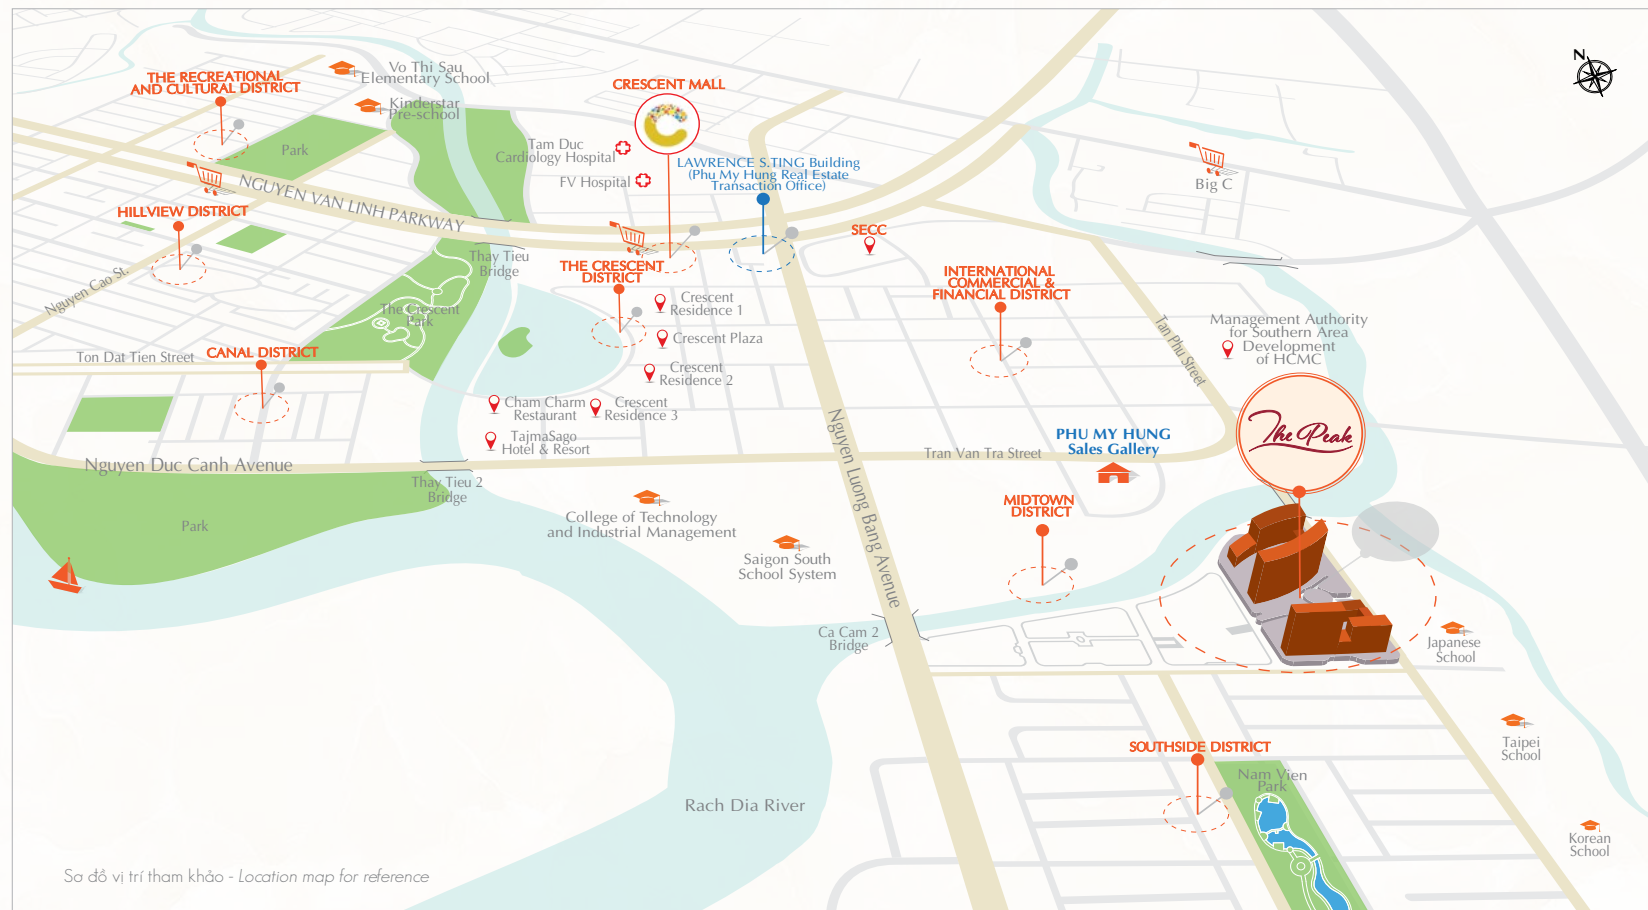 THE RECREATIONAL
AND CULTURAL DISTRICT
Vo Thi Sau
Elementary School
Kinderstar
Pre-school
Park
CRESCENT MALL
Tam Duc
Cardiology Hospital
FV Hospital
LAWRENCE S.TING Building
(Phu My Hung Real Estate
Transaction Office)
N
Big C
NGUYEN VAN LINH PARKWAY
HILLVIEW DISTRICT
Nguyen Cao St.
Thay Tieu
Bridge
THE CRESCENT
DISTRICT
SECC
INTERNATIONAL
COMMERCIAL &
FINANCIAL DISTRICT
Tan Phu Street
Management Authority
for Southern Area
Development
of HCMC
The Crescent
Park
Crescent
Residence 1
Crescent Plaza
Crescent
Residence 2
Crescent
Residence 3
Ton Dat Tien Street
CANAL DISTRICT
Cham Charm
Restaurant
TajmaSago
Hotel & Resort
Nguyen Luong Bang Avenue
The Peak
PHU MY HUNG
Sales Gallery
Tran Van Tra Street
Nguyen Duc Canh Avenue
Thay Tieu 2
Bridge
Park
College of Technology
and Industrial Management
Saigon South
School System
MIDTOWN
DISTRICT
Ca Cam 2
Bridge
Japanese
School
Taipei
School
SOUTHSIDE DISTRICT
Nam Vien
Park
Rach Dia River
Korean
School
Sơ đồ vị trí tham khảo - Location map for reference